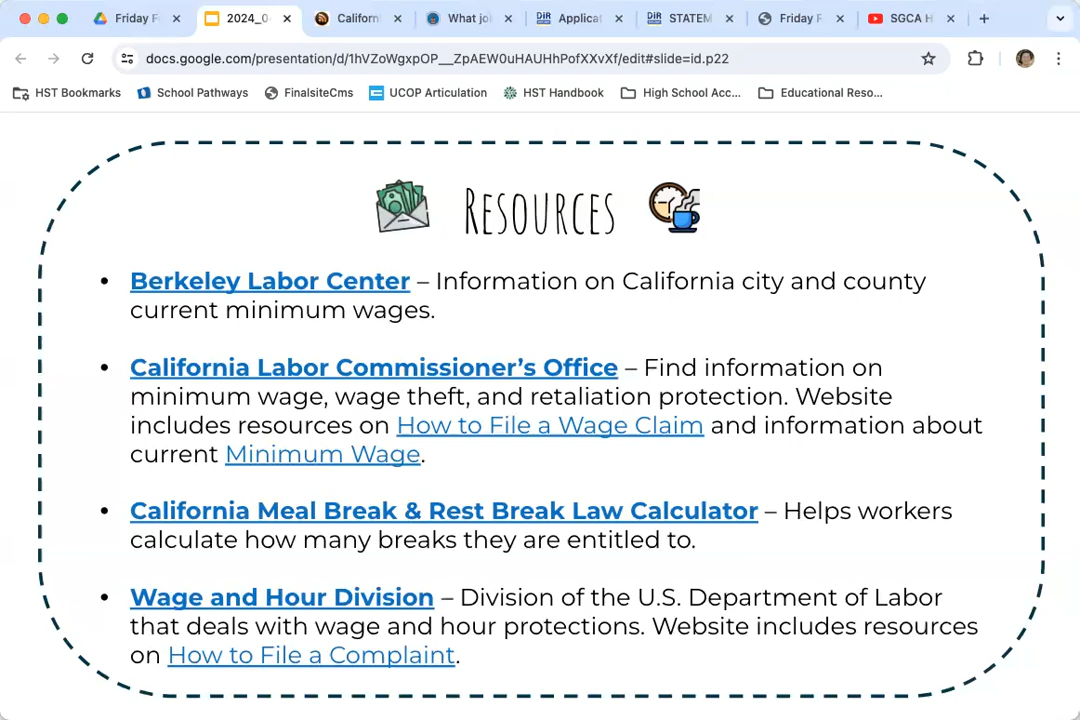 Friday F
2024_0
Californ
What jo
DIR Applicat
DIR STATEM
Friday F
SGCA H
docs.google.com/presentation/d/1hVZoWgxpOP__ZpAEW0uHAUHhPofXXvXf/edit#slide=id.p22
HST Bookmarks
School Pathways
FinalsiteCms
UCOP Articulation
HST Handbook
High School Acc...
Educational Reso...
RESOURCES
• Berkeley Labor Center – Information on California city and county
current minimum wages.
• California Labor Commissioner’s Office – Find information on
minimum wage, wage theft, and retaliation protection. Website
includes resources on How to File a Wage Claim and information about
current Minimum Wage.
• California Meal Break & Rest Break Law Calculator – Helps workers
calculate how many breaks they are entitled to.
• Wage and Hour Division – Division of the U.S. Department of Labor
that deals with wage and hour protections. Website includes resources
on How to File a Complaint.